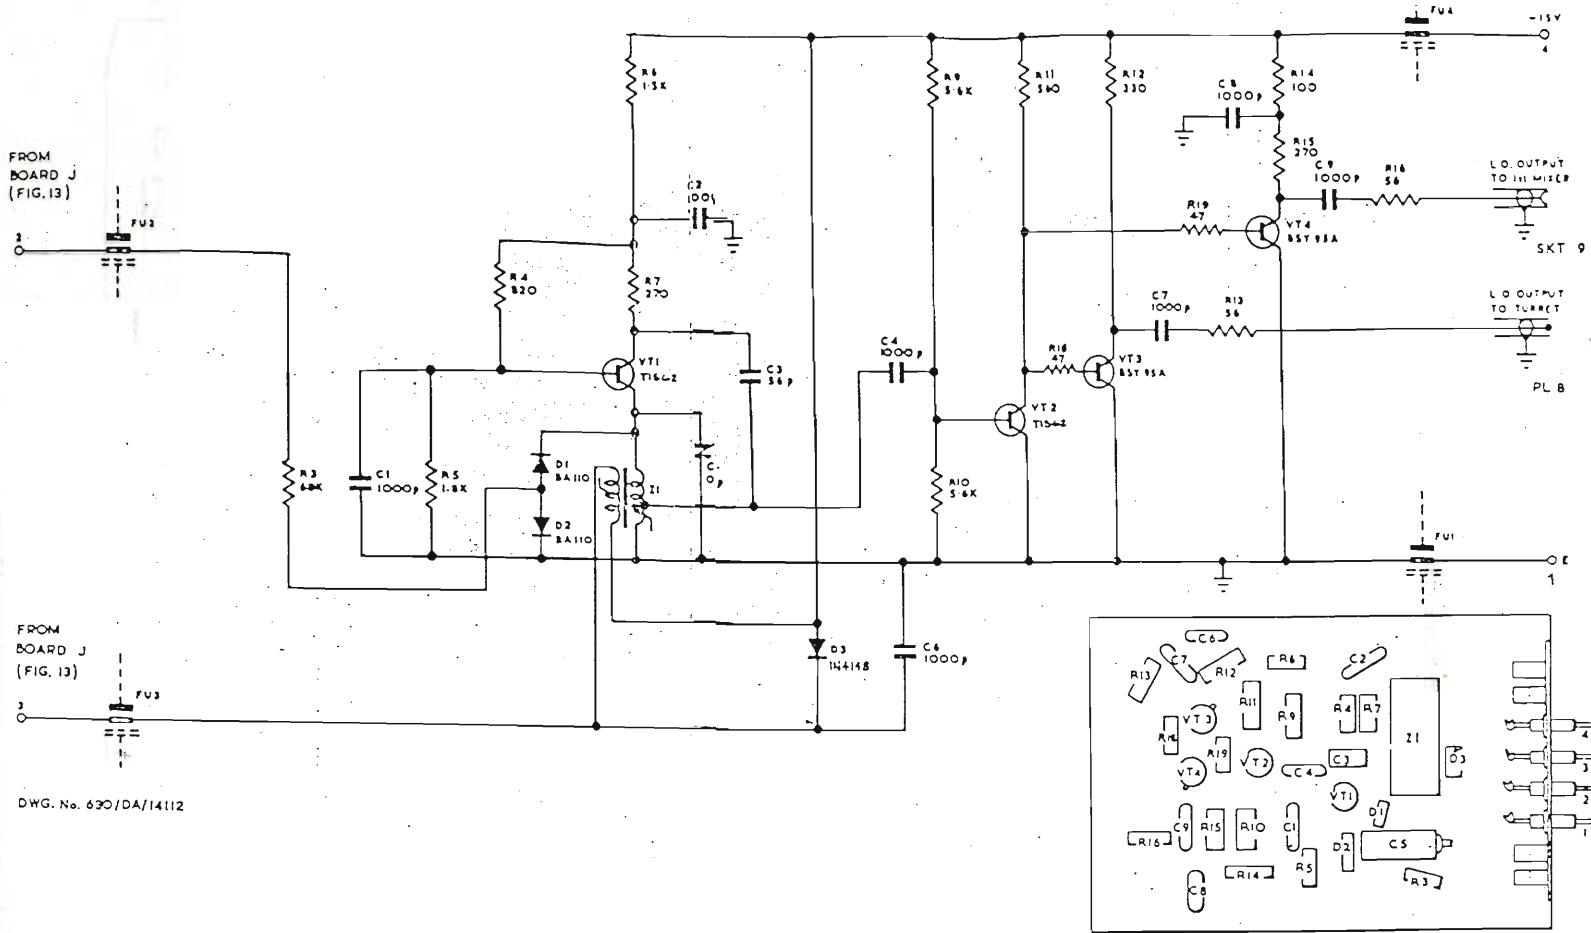 FU4
-15V
4
R6
1.5K
R9
5.6K
R11
560
R12
330
R14
100
C8
1000p
R15
270
C9
1000p
R16
56
L.O. OUTPUT
TO 1st MIXER
SKT 9
R19
47
VT4
BSY95A
FROM
BOARD J
(FIG.13)
FU2
2
C2
R4
820
R7
270
C7
1000p
R13
56
L.O. OUTPUT
TO TURRET
PL 8
VT1
C3
56p
C4
1000p
R18
47
VT3
BSY95A
VT2
R3
68K
C1
1000p
R5
1.8K
D1
BA110
D2
BA110
Z1
R10
5.6K
FU1
E
1
FROM
BOARD J
(FIG. 13)
FU3
3
D3
1N4148
C6
1000p
DWG. No. 630/DA/14112
C6
R13
C7
R12
R6
C2
R11
R9
R4
R7
Z1
VT3
R18
R19
VT2
C4
C3
D3
VT4
VT1
D1
R16
C9
R15
R10
C1
D2
C5
R5
R14
C8
R3
4
3
2
1